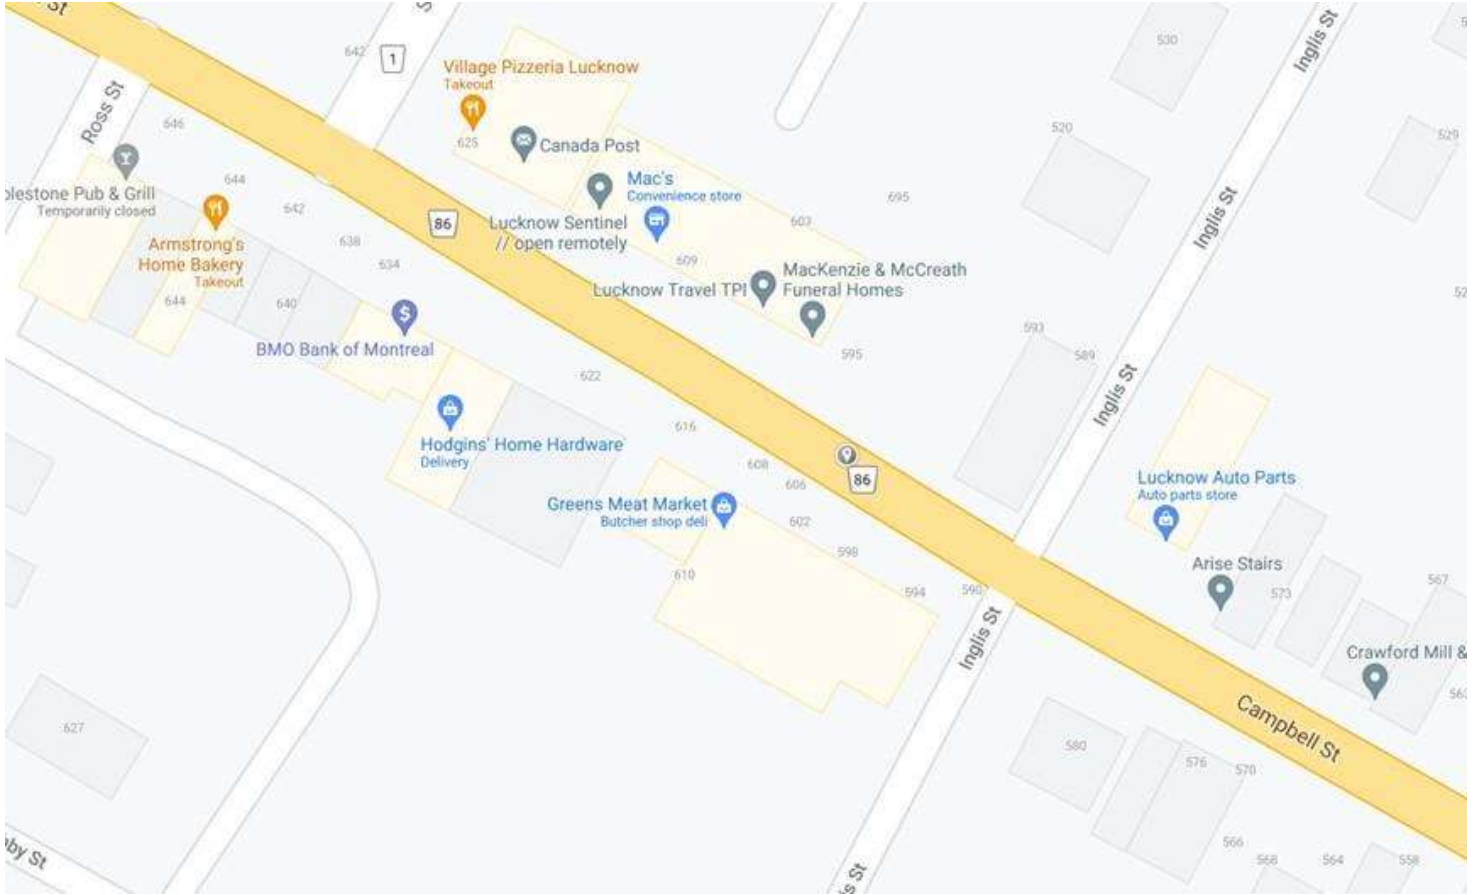 St
642
1
S
Inglis St
530
Village Pizzeria Lucknow
Takeout
Ross St
646
625
Canada Post
520
529
644
Mac's
Convenience store
695
plestone Pub & Grill
Temporarily closed
642
86
Lucknow Sentinel
// open remotely
603
Inglis St
Armstrong's
Home Bakery
Takeout
638
634
609
MacKenzie & McCreath
Funeral Homes
Lucknow Travel TPI
644
640
593
589
BMO Bank of Montreal
595
622
Inglis St
616
Hodgins' Home Hardware
Delivery
608
606
86
Lucknow Auto Parts
Auto parts store
Greens Meat Market
Butcher shop deli
602
598
610
594
590
Arise Stairs
573
567
Inglis St
Crawford Mill &
563
Campbell St
627
580
576
570
566
568
564
558
by St
is St